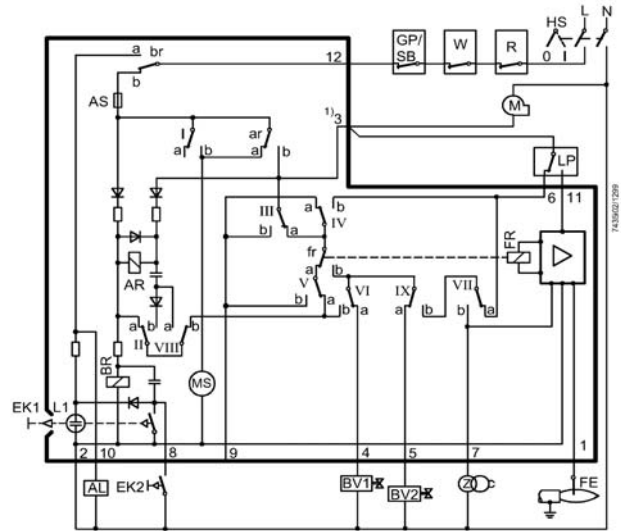 L N
HS
0 I
GP/
SB
W
R
a
br
b
12
AS
M
1) 3
I
a b
ar
a b
LP
6 11
7435t02/1299
III
b a
a b
IV
fr
a b
FR
AR
V
b a
VI
b a
IX
b a
VII
b a
a b
II
b a
VIII
BR
MS
EK1
L1
2 10 8 9 4 5 7 1
AL
EK2
BV1
BV2
Z
C
FE